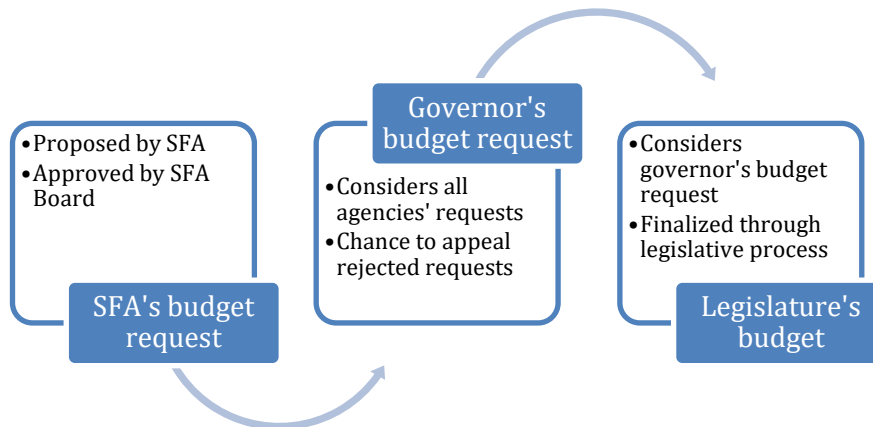 •Proposed by SFA
•Approved by SFA
Board
SFA's budget
request
Governor's
budget request
•Considers all
agencies' requests
•Chance to appeal
rejected requests
•Considers
governor's budget
request
•Finalized through
legislative process
Legislature's
budget